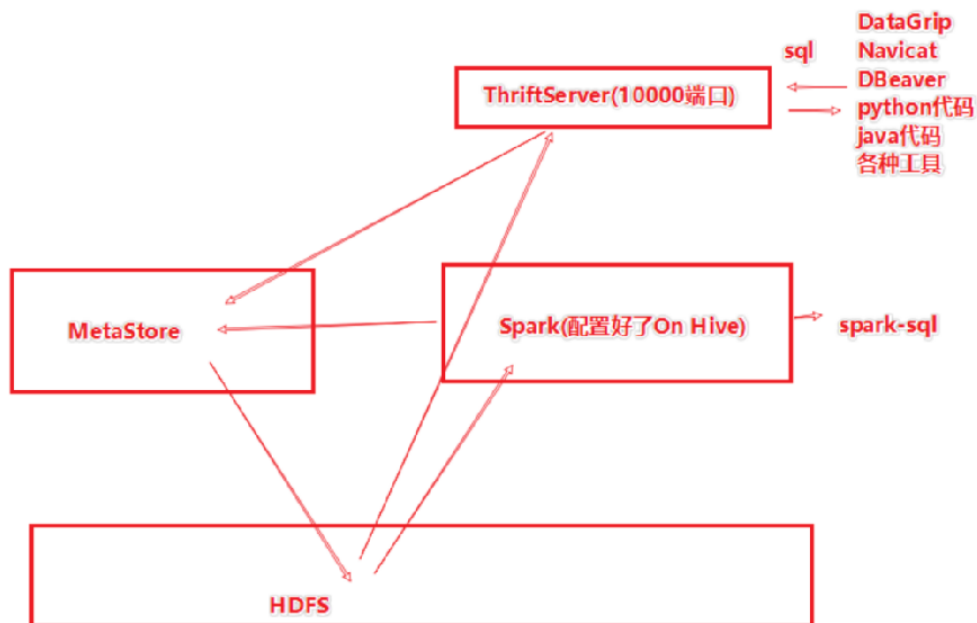 DataGrip
sql
Navicat
DBeaver
ThriftServer(10000端口)
python代码
java代码
各种工具
MetaStore
Spark(配置好了On Hive)
spark-sql
HDFS